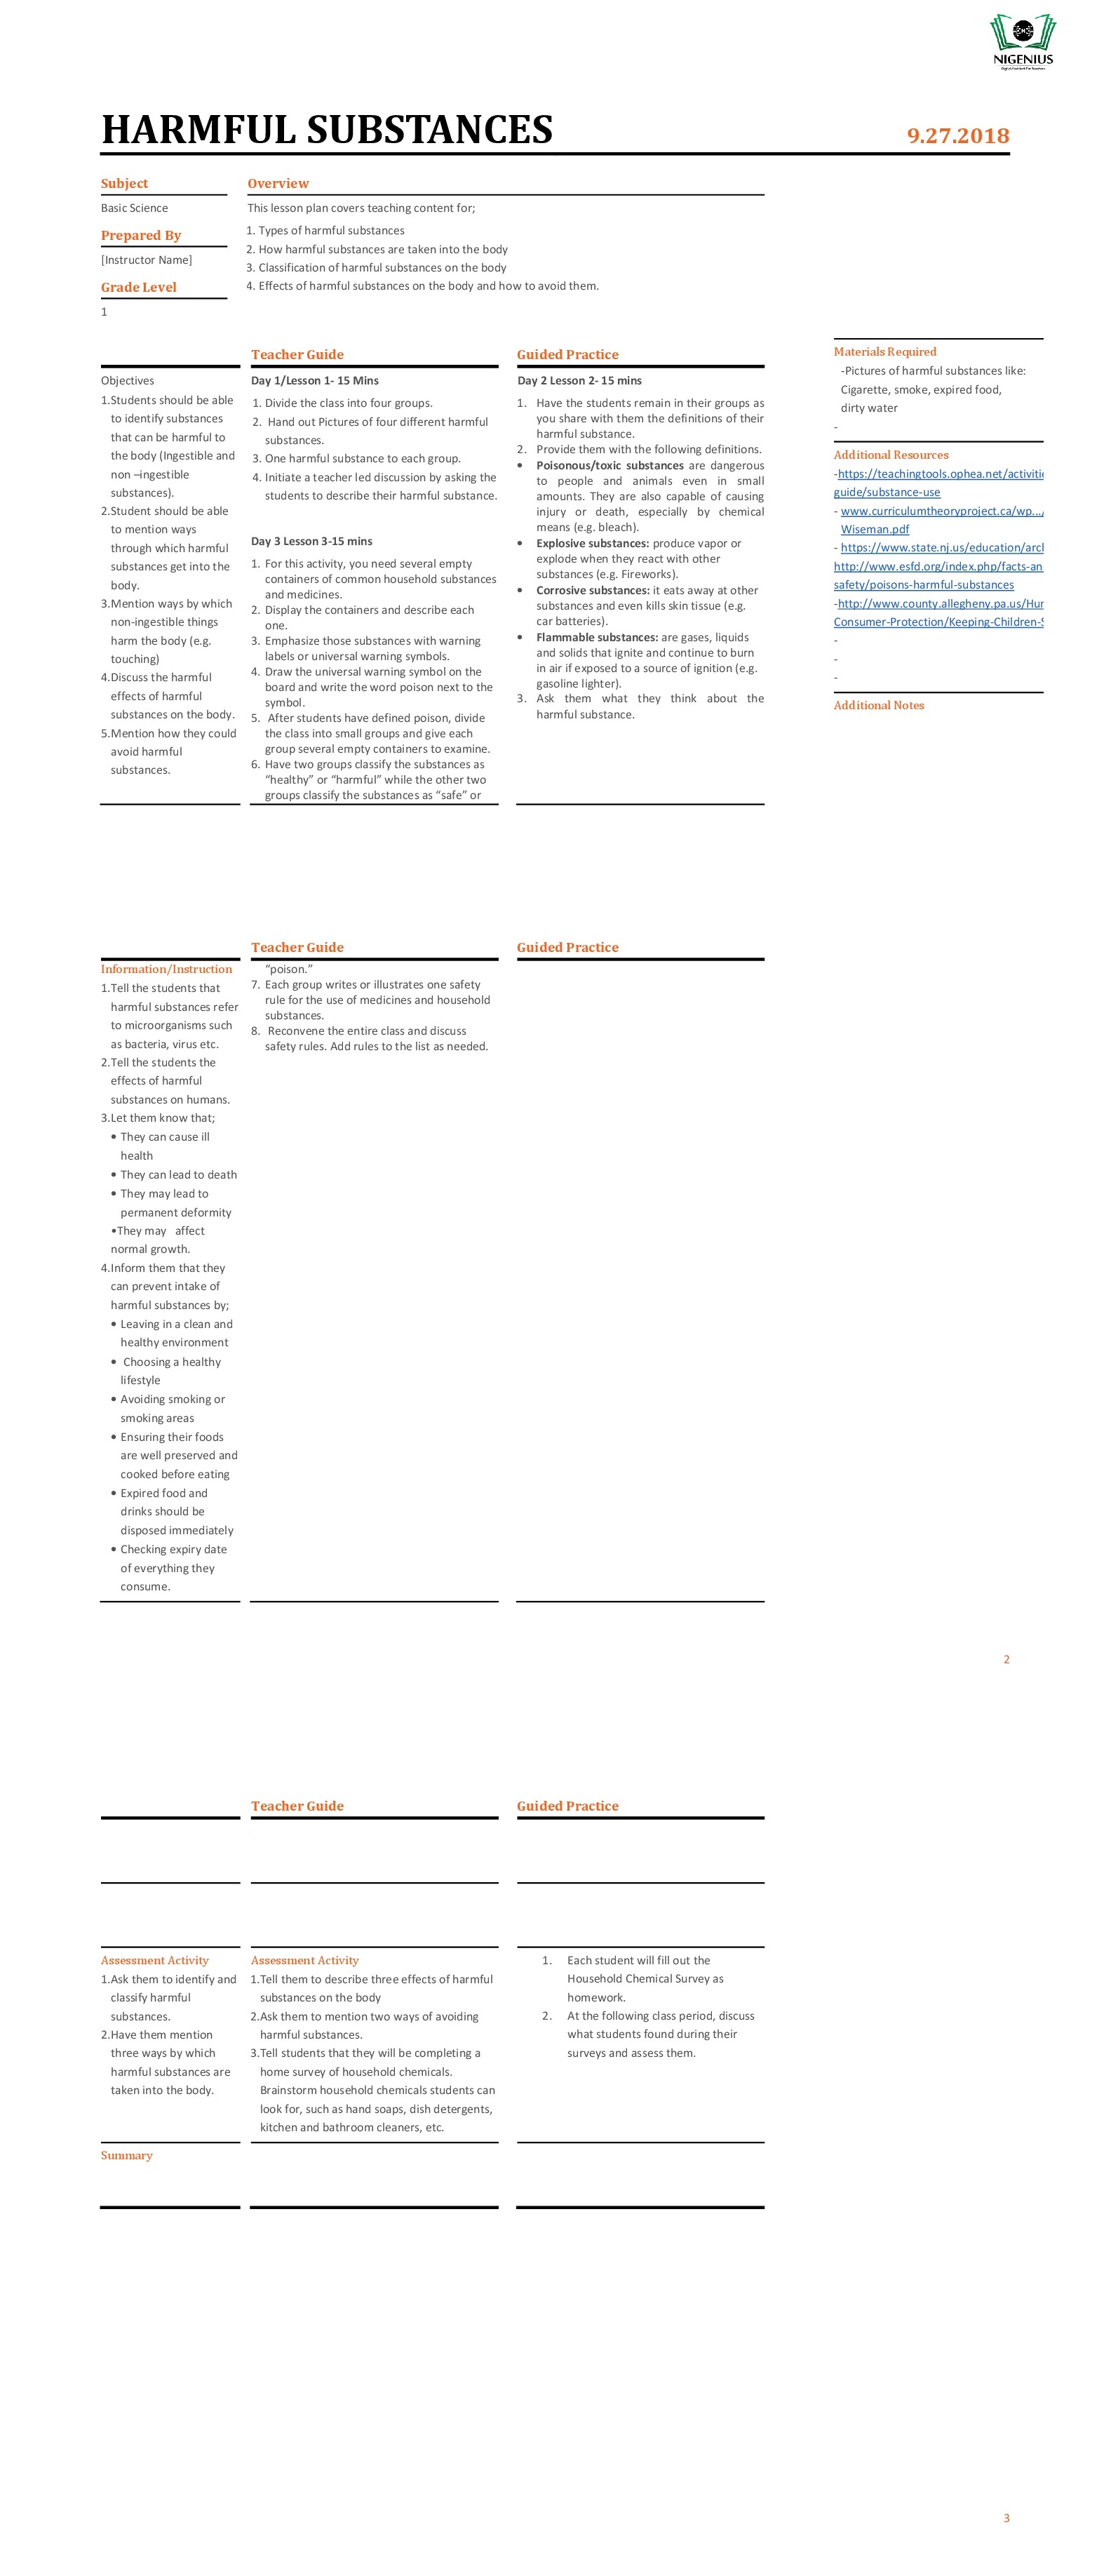 NIGENIUS
Digital Assistant For Teachers
HARMFUL SUBSTANCES
9.27.2018
Subject
Basic Science
Prepared By
[Instructor Name]
Grade Level
1
Overview
This lesson plan covers teaching content for;
1. Types of harmful substances
2. How harmful substances are taken into the body
3. Classification of harmful substances on the body
4. Effects of harmful substances on the body and how to avoid them.
Objectives
1.Students should be able
to identify substances
that can be harmful to
the body (Ingestible and
non –ingestible
substances).
2.Student should be able
to mention ways
through which harmful
substances get into the
body.
3.Mention ways by which
non-ingestible things
harm the body (e.g.
touching)
4.Discuss the harmful
effects of harmful
substances on the body.
5.Mention how they could
avoid harmful
substances.
Teacher Guide
Day 1/Lesson 1- 15 Mins
1. Divide the class into four groups.
2. Hand out Pictures of four different harmful
substances.
3. One harmful substance to each group.
4. Initiate a teacher led discussion by asking the
students to describe their harmful substance.
Day 3 Lesson 3-15 mins
1. For this activity, you need several empty
containers of common household substances
and medicines.
2. Display the containers and describe each
one.
3. Emphasize those substances with warning
labels or universal warning symbols.
4. Draw the universal warning symbol on the
board and write the word poison next to the
symbol.
5. After students have defined poison, divide
the class into small groups and give each
group several empty containers to examine.
6. Have two groups classify the substances as
“healthy” or “harmful” while the other two
groups classify the substances as “safe” or
Guided Practice
Day 2 Lesson 2- 15 mins
1. Have the students remain in their groups as
you share with them the definitions of their
harmful substance.
2. Provide them with the following definitions.
• Poisonous/toxic substances are dangerous
to people and animals even in small
amounts. They are also capable of causing
injury or death, especially by chemical
means (e.g. bleach).
• Explosive substances: produce vapor or
explode when they react with other
substances (e.g. Fireworks).
• Corrosive substances: it eats away at other
substances and even kills skin tissue (e.g.
car batteries).
• Flammable substances: are gases, liquids
and solids that ignite and continue to burn
in air if exposed to a source of ignition (e.g.
gasoline lighter).
3. Ask them what they think about the
harmful substance.
Materials Required
-Pictures of harmful substances like:
Cigarette, smoke, expired food,
dirty water
-
Additional Resources
-https://teachingtools.ophea.net/activitie
guide/substance-use
- www.curriculumtheoryproject.ca/wp.../
Wiseman.pdf
- https://www.state.nj.us/education/arcl
http://www.esfd.org/index.php/facts-an
safety/poisons-harmful-substances
-http://www.county.allegheny.pa.us/Hur
Consumer-Protection/Keeping-Children-S
-
-
-
Additional Notes
Teacher Guide
Guided Practice
Information/Instruction
1.Tell the students that
harmful substances refer
to microorganisms such
as bacteria, virus etc.
2.Tell the students the
effects of harmful
substances on humans.
3.Let them know that;
• They can cause ill
health
• They can lead to death
• They may lead to
permanent deformity
•They may affect
normal growth.
4.Inform them that they
can prevent intake of
harmful substances by;
• Leaving in a clean and
healthy environment
• Choosing a healthy
lifestyle
• Avoiding smoking or
smoking areas
• Ensuring their foods
are well preserved and
cooked before eating
• Expired food and
drinks should be
disposed immediately
• Checking expiry date
of everything they
consume.
“poison.”
7. Each group writes or illustrates one safety
rule for the use of medicines and household
substances.
8. Reconvene the entire class and discuss
safety rules. Add rules to the list as needed.
2
Teacher Guide
Guided Practice
Assessment Activity
1.Ask them to identify and
classify harmful
substances.
2.Have them mention
three ways by which
harmful substances are
taken into the body.
Assessment Activity
1.Tell them to describe three effects of harmful
substances on the body
2.Ask them to mention two ways of avoiding
harmful substances.
3.Tell students that they will be completing a
home survey of household chemicals.
Brainstorm household chemicals students can
look for, such as hand soaps, dish detergents,
kitchen and bathroom cleaners, etc.
1. Each student will fill out the
Household Chemical Survey as
homework.
2. At the following class period, discuss
what students found during their
surveys and assess them.
Summary
3